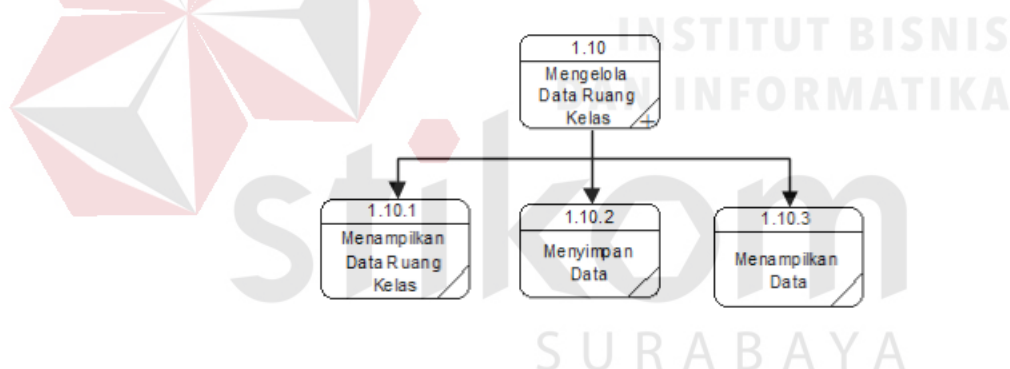 INSTITUT BISNIS
DAN INFORMATIKA
stikom
SURABAYA
1.10
Mengelola
Data Ruang
Kelas
1.10.1
Menampilkan
Data Ruang
Kelas
1.10.2
Menyimpan
Data
1.10.3
Menampilkan
Data